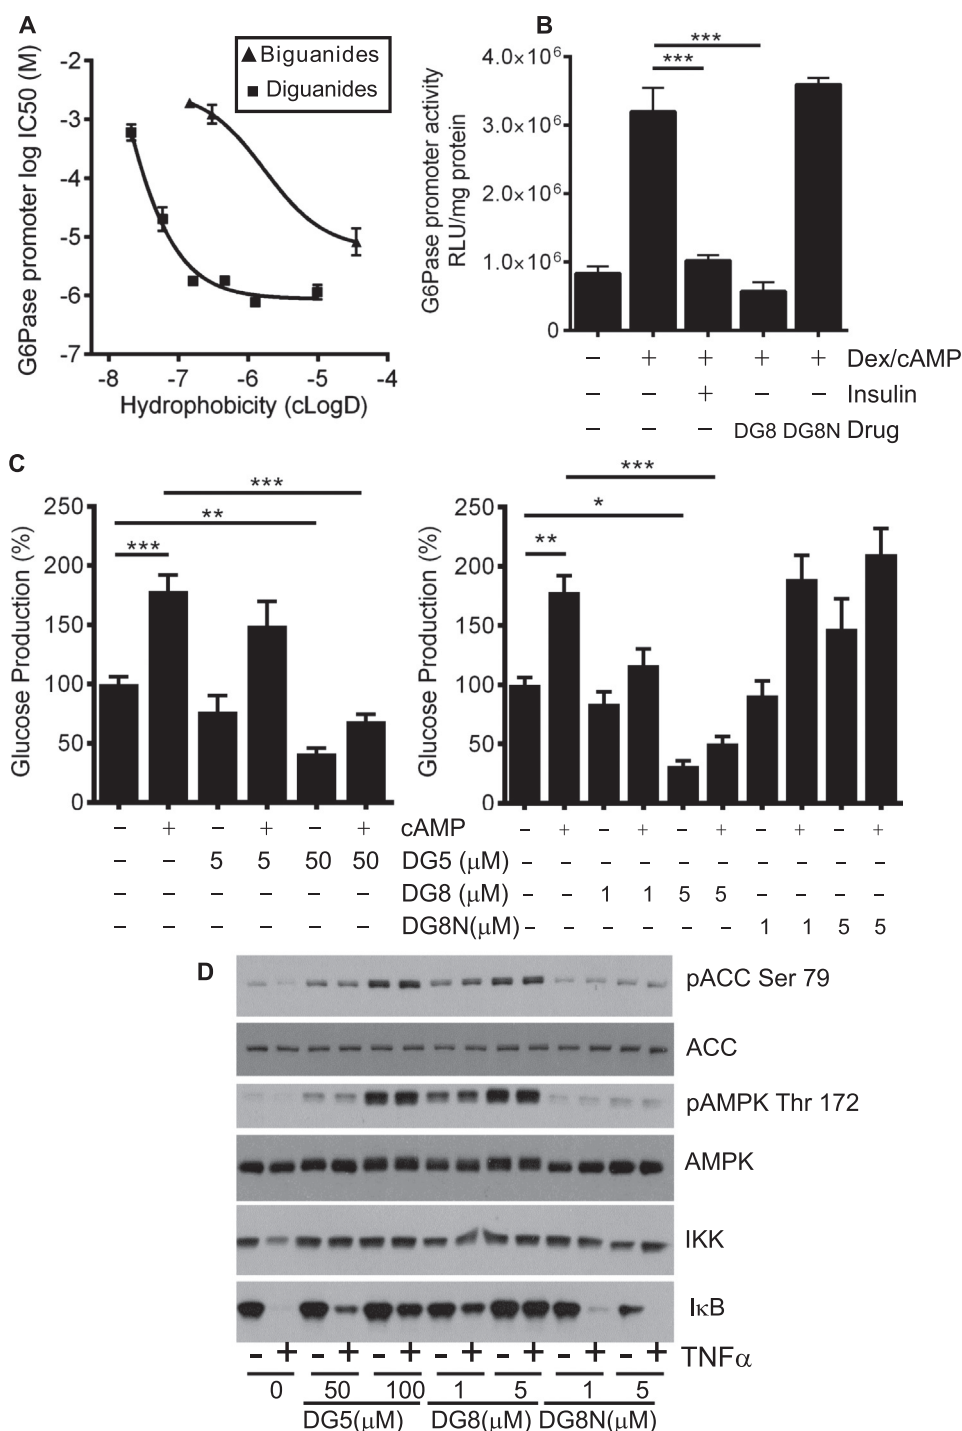 A
G6Pase promoter log IC50 (M)
-2
-3
-4
-5
-6
-7
-8 -7 -6 -5 -4
Hydrophobicity (cLogD)
Biguanides
Diguanides
B
G6Pase promoter activity
RLU/mg protein
4.0×10⁶
3.0×10⁶
2.0×10⁶
1.0×10⁶
0
*** 
***
– + + + + Dex/cAMP
– – + – – Insulin
– – – DG8 DG8N Drug
C
Glucose Production (%)
250
200
150
100
50
0
***
**
***
– + – + – + cAMP
– – 5 5 50 50 DG5 (μM)
– – – – – – DG8 (μM)
– – – – – – DG8N(μM)
Glucose Production (%)
250
200
150
100
50
0
***
*
**
– + – + – + – + – +
– – – – – – – – – –
– – 1 1 5 5 – – – –
– – – – – – 1 1 5 5
D
pACC Ser 79
ACC
pAMPK Thr 172
AMPK
IKK
IκB
– + – + – + – + – + – + – + TNFα
0 50 100 1 5 1 5
DG5(μM) DG8(μM) DG8N(μM)